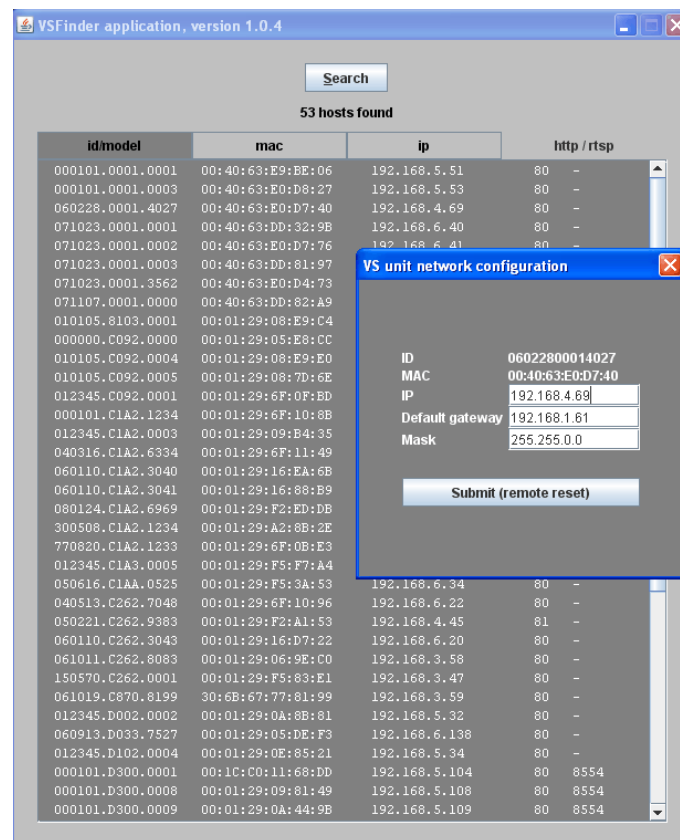 VSFinder application, version 1.0.4
Search
53 hosts found
id/model mac ip http / rtsp
000101.0001.0001 00:40:63:E9:BE:06 192.168.5.51 80 -
000101.0001.0003 00:40:63:E0:D8:27 192.168.5.53 80 -
060228.0001.4027 00:40:63:E0:D7:40 192.168.4.69 80 -
071023.0001.0001 00:40:63:DD:32:9B 192.168.6.40 80 -
071023.0001.0002 00:40:63:E0:D7:76 192.168.6.41 80 -
071023.0001.0003 00:40:63:DD:81:97
071023.0001.3562 00:40:63:E0:D4:73
071107.0001.0000 00:40:63:DD:82:A9
010105.8103.0001 00:01:29:08:E9:C4
000000.C092.0000 00:01:29:05:E8:CC
010105.C092.0004 00:01:29:08:E9:E0
010105.C092.0005 00:01:29:08:7D:6E
012345.C092.0001 00:01:29:6F:0F:BD
000101.C1A2.1234 00:01:29:6F:10:8B
012345.C1A2.0003 00:01:29:09:B4:35
040316.C1A2.6334 00:01:29:6F:11:49
060110.C1A2.3040 00:01:29:16:EA:6B
060110.C1A2.3041 00:01:29:16:88:B9
080124.C1A2.6969 00:01:29:F2:ED:DB
300508.C1A2.1234 00:01:29:A2:8B:2E
770820.C1A2.1233 00:01:29:6F:0B:E3
012345.C1A3.0005 00:01:29:F5:F7:A4
050616.C1AA.0525 00:01:29:F5:3A:53 192.168.6.34 80 -
040513.C262.7048 00:01:29:6F:10:96 192.168.6.22 80 -
050221.C262.9383 00:01:29:F2:A1:53 192.168.4.45 81 -
060110.C262.3043 00:01:29:16:D7:22 192.168.6.20 80 -
061011.C262.8083 00:01:29:06:9E:C0 192.168.3.58 80 -
150570.C262.0001 00:01:29:F5:83:E1 192.168.3.47 80 -
061019.C870.8199 30:6B:67:77:81:99 192.168.3.59 80 -
012345.D002.0002 00:01:29:0A:8B:81 192.168.5.32 80 -
060913.D033.7527 00:01:29:05:DE:F3 192.168.6.138 80 -
012345.D102.0004 00:01:29:0E:85:21 192.168.5.34 80 -
000101.D300.0001 00:1C:C0:11:68:DD 192.168.5.104 80 8554
000101.D300.0008 00:01:29:09:81:49 192.168.5.108 80 8554
000101.D300.0009 00:01:29:0A:44:9B 192.168.5.109 80 8554
VS unit network configuration
ID 06022800014027
MAC 00:40:63:E0:D7:40
IP 192.168.4.69
Default gateway 192.168.1.61
Mask 255.255.0.0
Submit (remote reset)